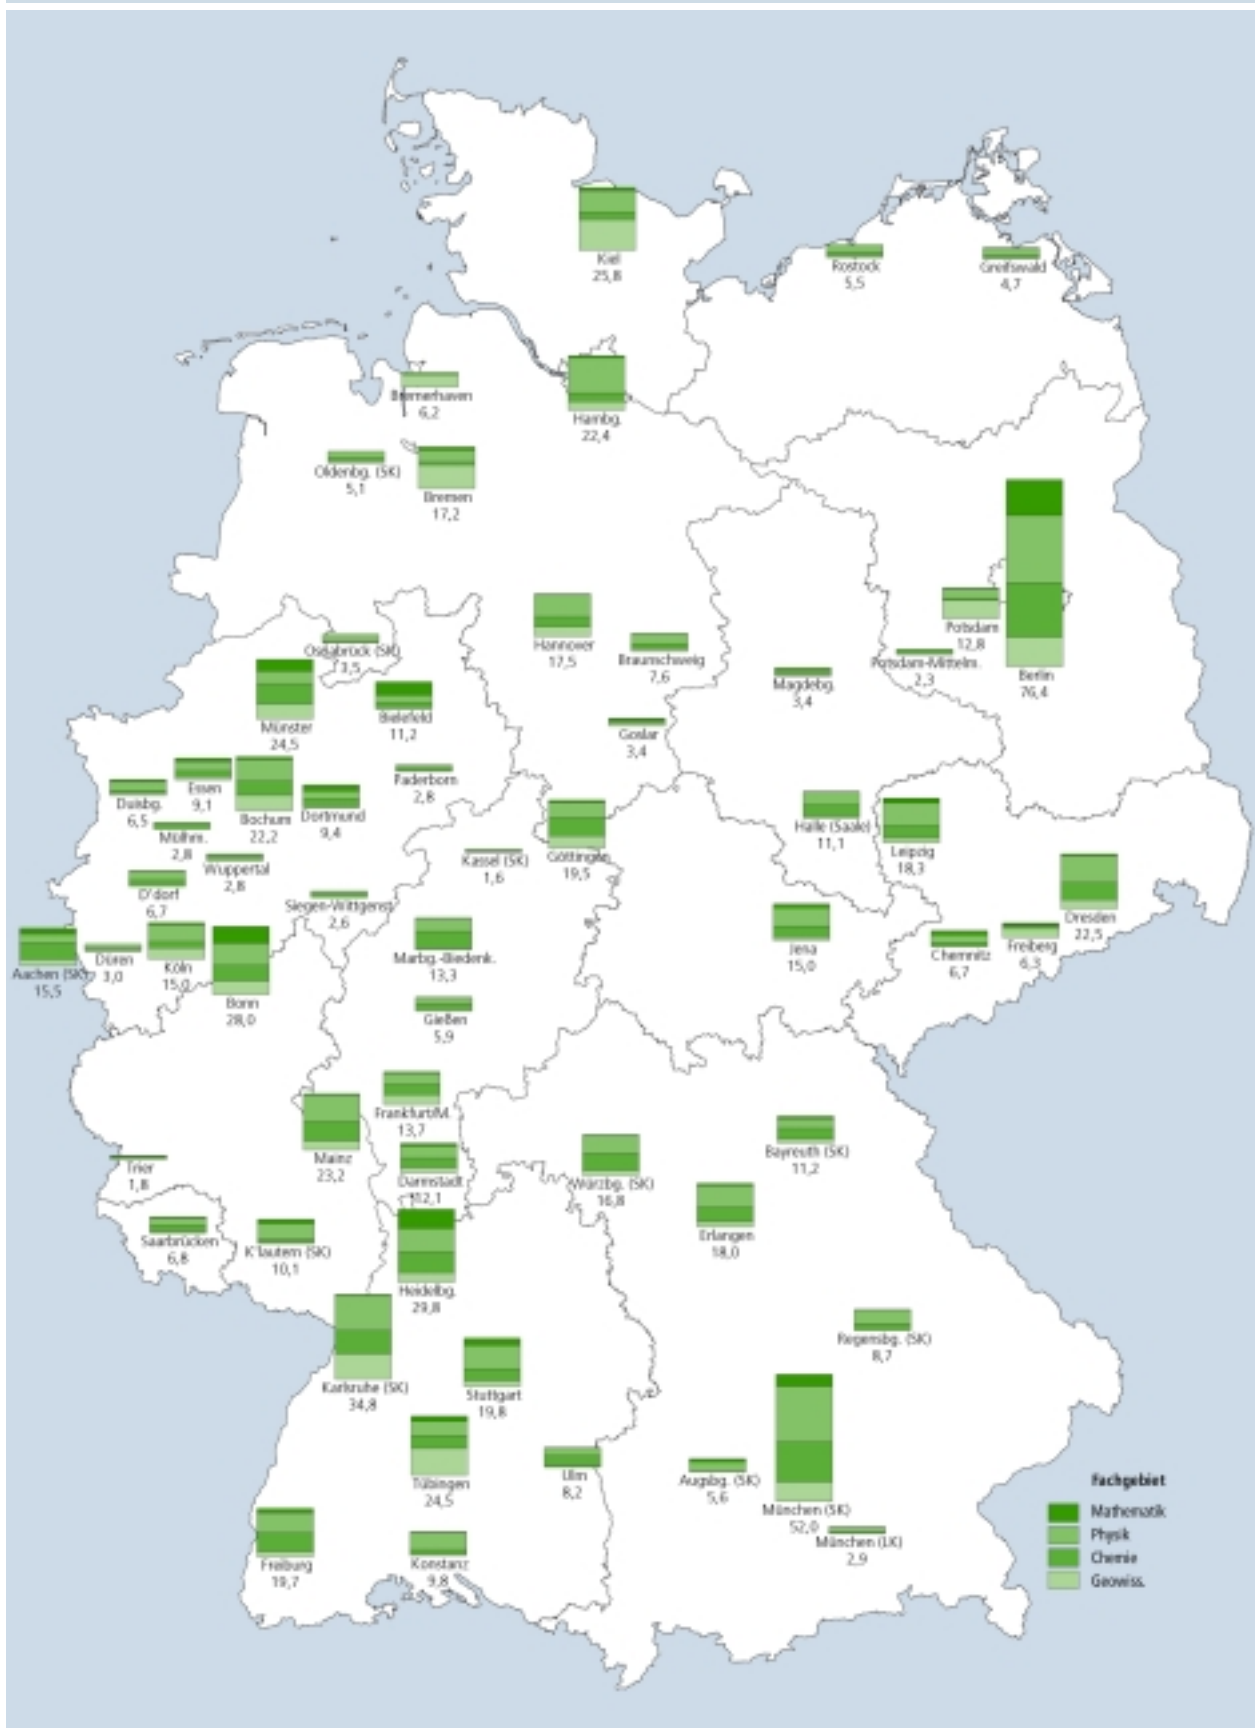 Kiel
25,8
Rostock
5,5
Greifswald
4,7
Bremerhaven
6,2
Hambg.
22,4
Oldenbg. (SK)
5,1
Bremen
17,2
Hannover
17,5
Braunschweig
7,6
Osnabrück (SK)
3,5
Potsdam
12,8
Potsdam-Mittelm.
2,3
Berlin
76,4
Magdebg.
3,4
Münster
24,5
Bielefeld
11,2
Goslar
3,4
Paderborn
2,8
Duisbg.
6,5
Essen
9,1
Bochum
22,2
Dortmund
9,4
Mülhm.
2,8
Wuppertal
2,8
D'dorf
6,7
Kassel (SK)
1,6
Göttingen
19,5
Halle (Saale)
11,1
Leipzig
18,3
Dresden
22,5
Siegen-Wittgenst.
2,6
Aachen (SK)
15,5
Düren
3,0
Köln
15,0
Bonn
28,0
Marbg.-Biedenk.
13,3
Jena
15,0
Chemnitz
6,7
Freiberg
6,3
Gießen
5,9
Frankfurt/M.
13,7
Mainz
23,2
Darmstadt
12,1
Trier
1,8
Würzbg. (SK)
16,8
Bayreuth (SK)
11,2
Erlangen
18,0
Saarbrücken
6,8
K'lautern (SK)
10,1
Heidelbg.
29,8
Karlsruhe (SK)
34,8
Stuttgart
19,8
Regensbg. (SK)
8,7
Tübingen
24,5
Ulm
8,2
Augsbg. (SK)
5,6
München (SK)
52,0
München (LK)
2,9
Freiburg
19,7
Konstanz
9,8
Fachgebiet
Mathematik
Physik
Chemie
Geowiss.